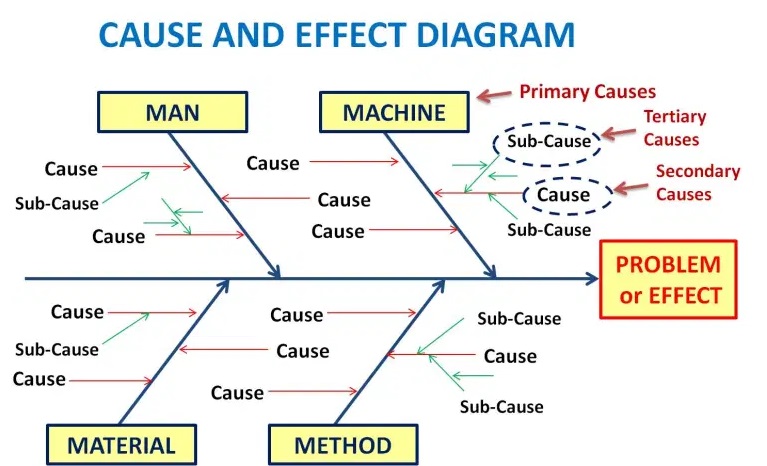 CAUSE AND EFFECT DIAGRAM
MAN
MACHINE
Primary Causes
Sub-Cause
Tertiary
Causes
Cause
Cause
Secondary
Causes
Sub-Cause
Cause
Cause
Cause
Cause
Sub-Cause
PROBLEM
or EFFECT
Cause
Cause
Sub-Cause
Sub-Cause
Cause
Cause
Cause
Cause
Sub-Cause
MATERIAL
METHOD